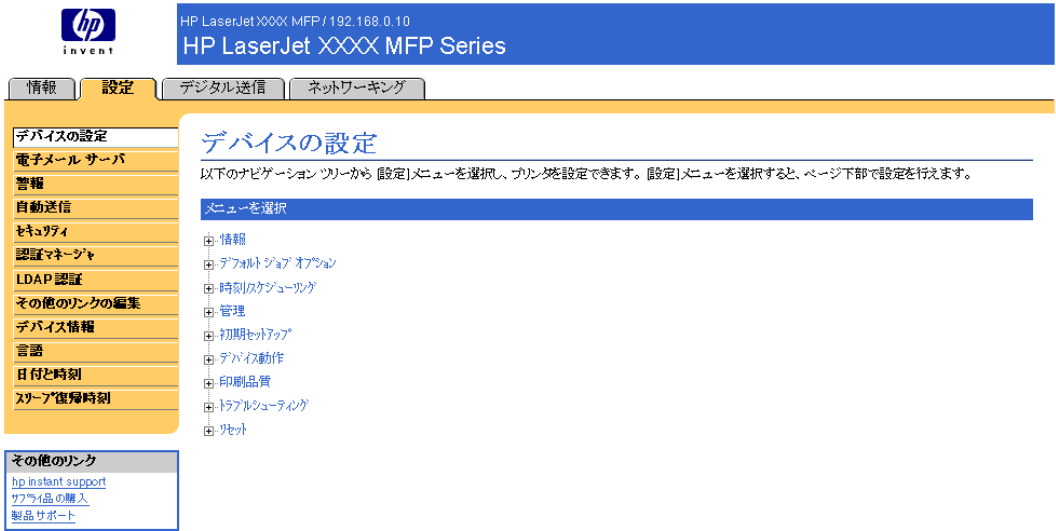 hp
invent
HP LaserJet XXXX MFP / 192.168.0.10
HP LaserJet XXXX MFP Series
情報 設定 デジタル送信 ネットワーキング
デバイスの設定
電子メール サーバ
警報
自動送信
セキュリティ
認証マネージャ
LDAP 認証
その他のリンクの編集
デバイス情報
言語
日付と時刻
スリープ復帰時刻
その他のリンク
hp instant support
サプライ品の購入
製品サポート
デバイスの設定
以下のナビゲーション ツリーから [設定]メニューを選択し、プリンタを設定できます。[設定]メニューを選択すると、ページ下部で設定を行えます。
メニューを選択
情報
デフォルト ジョブ オプション
時刻/スケジューリング
管理
初期セットアップ
デバイス動作
印刷品質
トラブルシューティング
リセット